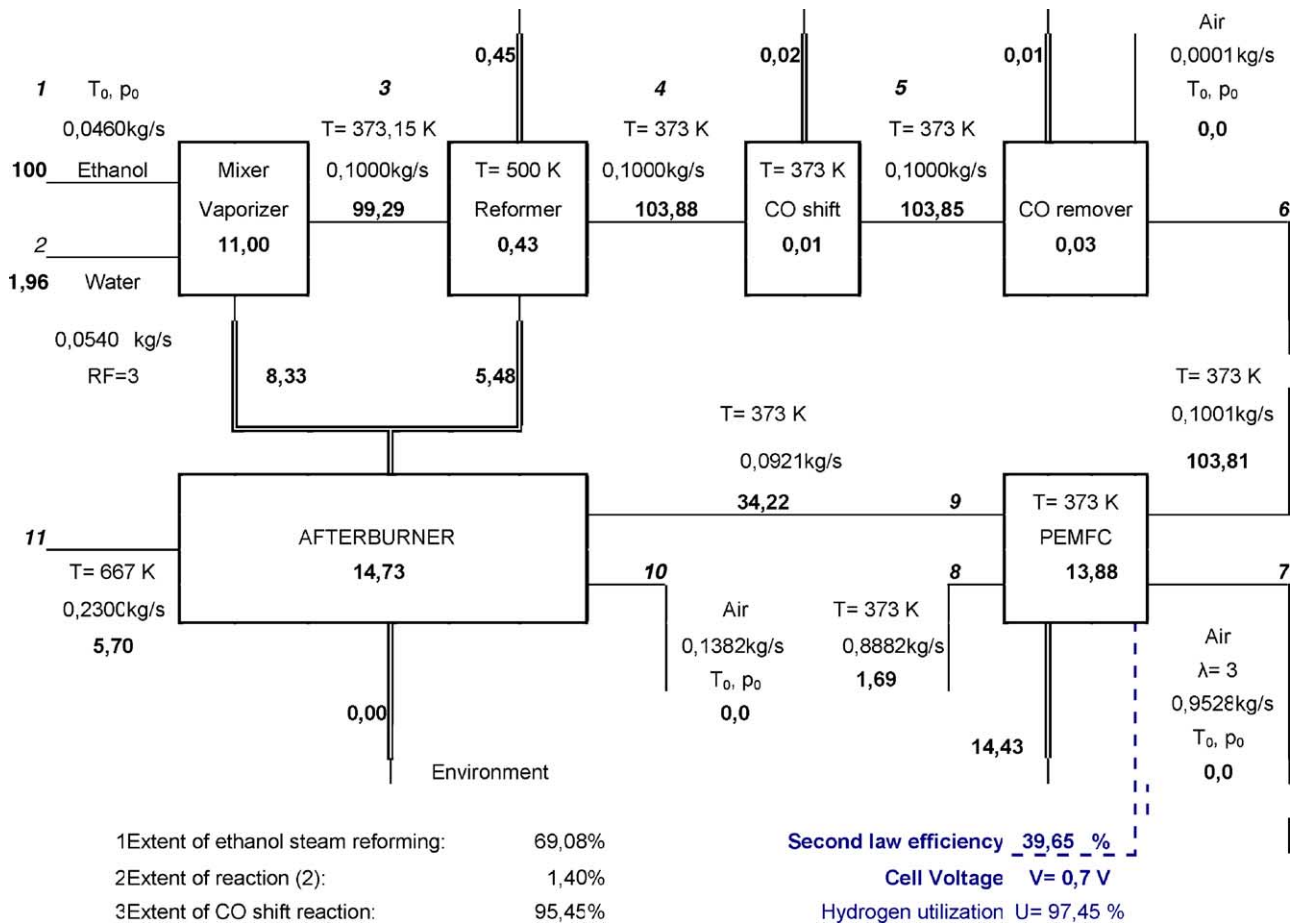 Air
0,45
0,02
0,01
0,0001kg/s
1
T₀, p₀
3
4
5
T₀, p₀
0,0460kg/s
T= 373,15 K
T= 373 K
T= 373 K
0,0
100
Ethanol
Mixer
0,1000kg/s
T= 500 K
0,1000kg/s
T= 373 K
0,1000kg/s
Vaporizer
99,29
Reformer
103,88
CO shift
103,85
CO remover
6
2
11,00
0,43
0,01
0,03
1,96
Water
0,0540 kg/s
RF=3
8,33
5,48
T= 373 K
T= 373 K
0,1001kg/s
0,0921kg/s
103,81
34,22
9
T= 373 K
11
AFTERBURNER
PEMFC
T= 667 K
14,73
10
8
13,88
7
0,2300kg/s
Air
T= 373 K
5,70
0,1382kg/s
0,8882kg/s
Air
T₀, p₀
1,69
λ= 3
0,00
0,0
0,9528kg/s
14,43
T₀, p₀
Environment
0,0
1Extent of ethanol steam reforming: 69,08%
Second law efficiency 39,65 %
2Extent of reaction (2): 1,40%
Cell Voltage V= 0,7 V
3Extent of CO shift reaction: 95,45%
Hydrogen utilization U= 97,45 %